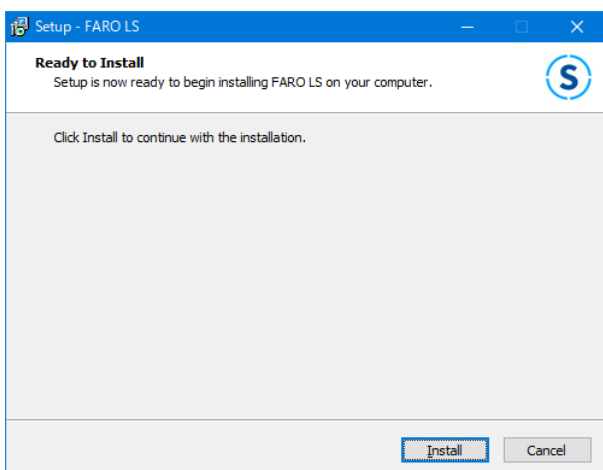 Setup - FARO LS
Ready to Install
Setup is now ready to begin installing FARO LS on your computer.
S
Click Install to continue with the installation.
Install
Cancel